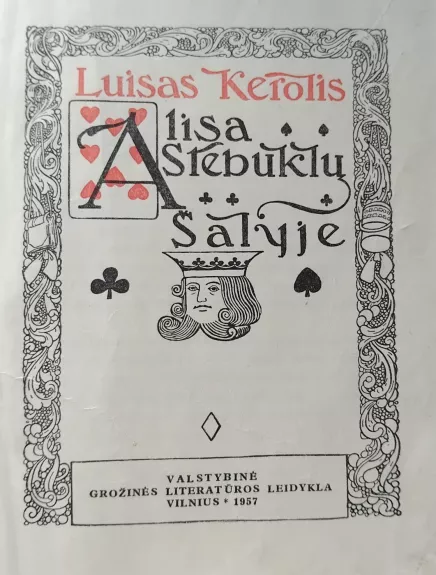 Luisas Kerolis
Alisa
Stebuklų
Šalyje
VALSTYBINĖ
GROŽINĖS LITERATŪROS LEIDYKLA
VILNIUS * 1957